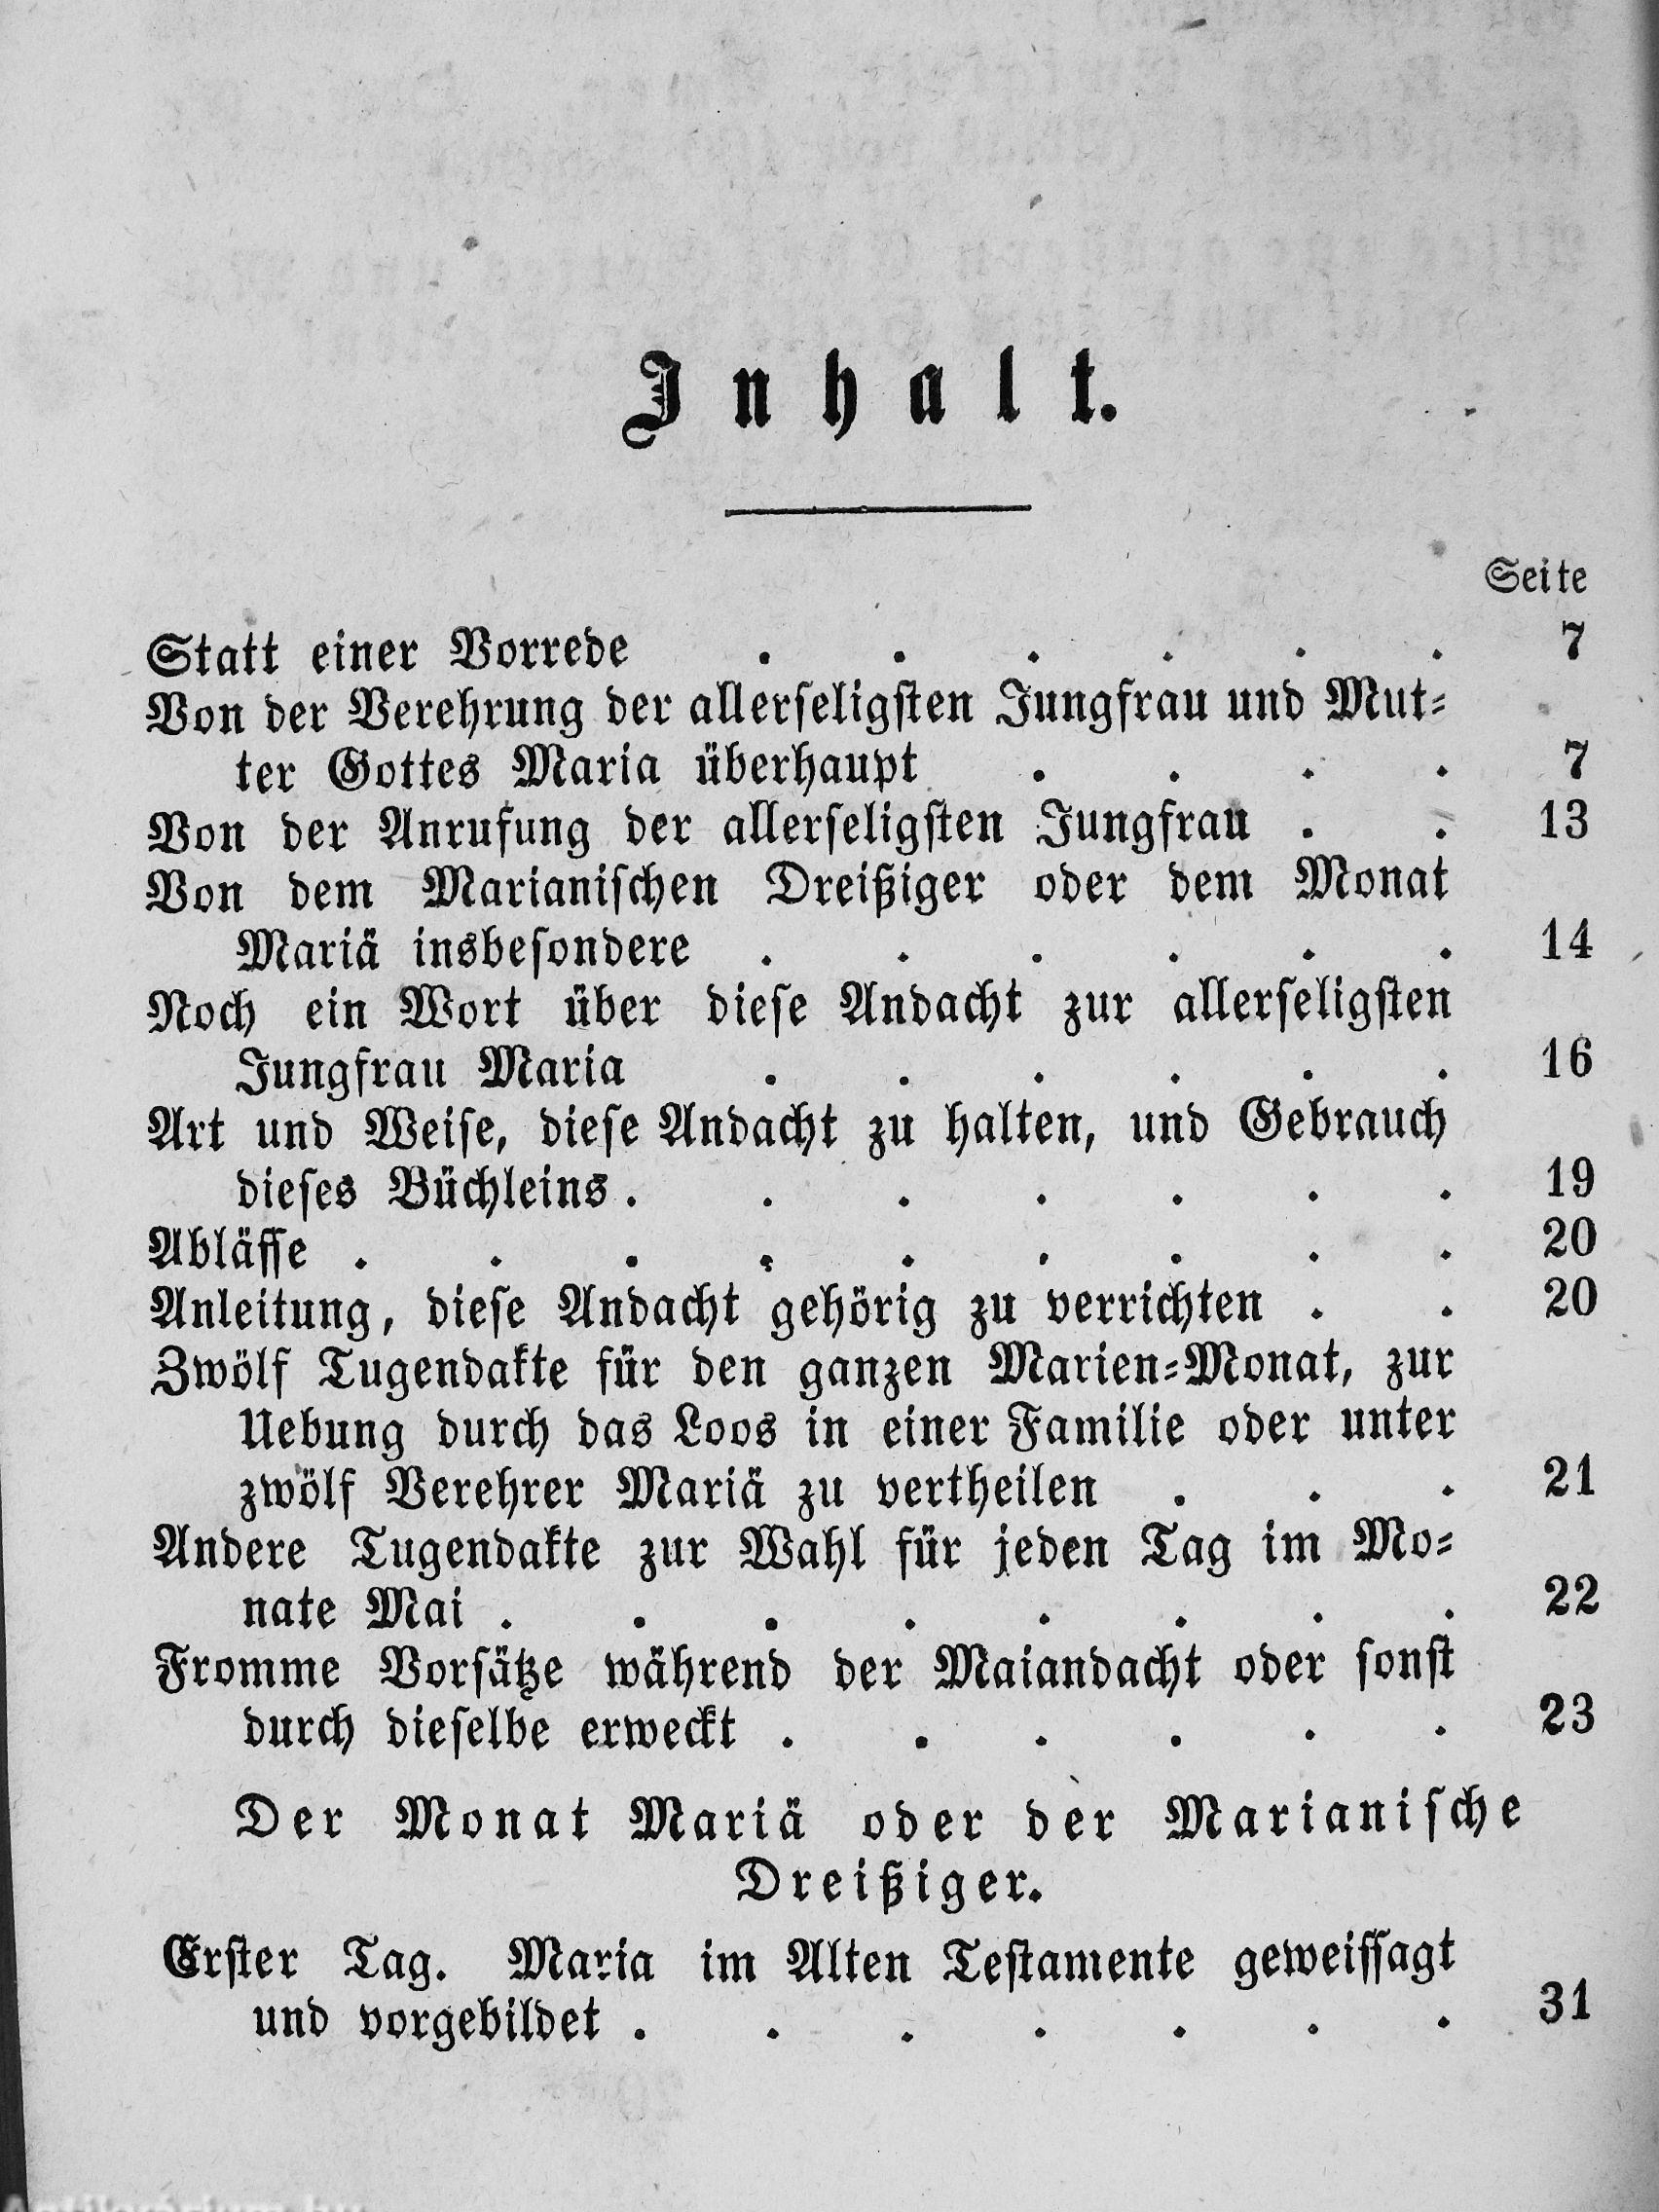 Inhalt.
Seite
Statt einer Vorrede . . . . . . 7
Von der Verehrung der allerseligsten Jungfrau und Mut=
ter Gottes Maria überhaupt . . . . 7
Von der Anrufung der allerseligsten Jungfrau . . 13
Von dem Marianischen Dreißiger oder dem Monat
Mariä insbesondere . . . . . . 14
Noch ein Wort über diese Andacht zur allerseligsten
Jungfrau Maria . . . . . . 16
Art und Weise, diese Andacht zu halten, und Gebrauch
dieses Büchleins . . . . . . . 19
Ablässe . . . . . . . . . 20
Anleitung, diese Andacht gehörig zu verrichten . . 20
Zwölf Tugendakte für den ganzen Marien=Monat, zur
Uebung durch das Loos in einer Familie oder unter
zwölf Verehrer Mariä zu vertheilen . . . 21
Andere Tugendakte zur Wahl für jeden Tag im Mo=
nate Mai . . . . . . . . 22
Fromme Vorsätze während der Maiandacht oder sonst
durch dieselbe erweckt . . . . . . 23
Der Monat Mariä oder der Marianische
Dreißiger.
Erster Tag. Maria im Alten Testamente geweissagt
und vorgebildet . . . . . . . 31